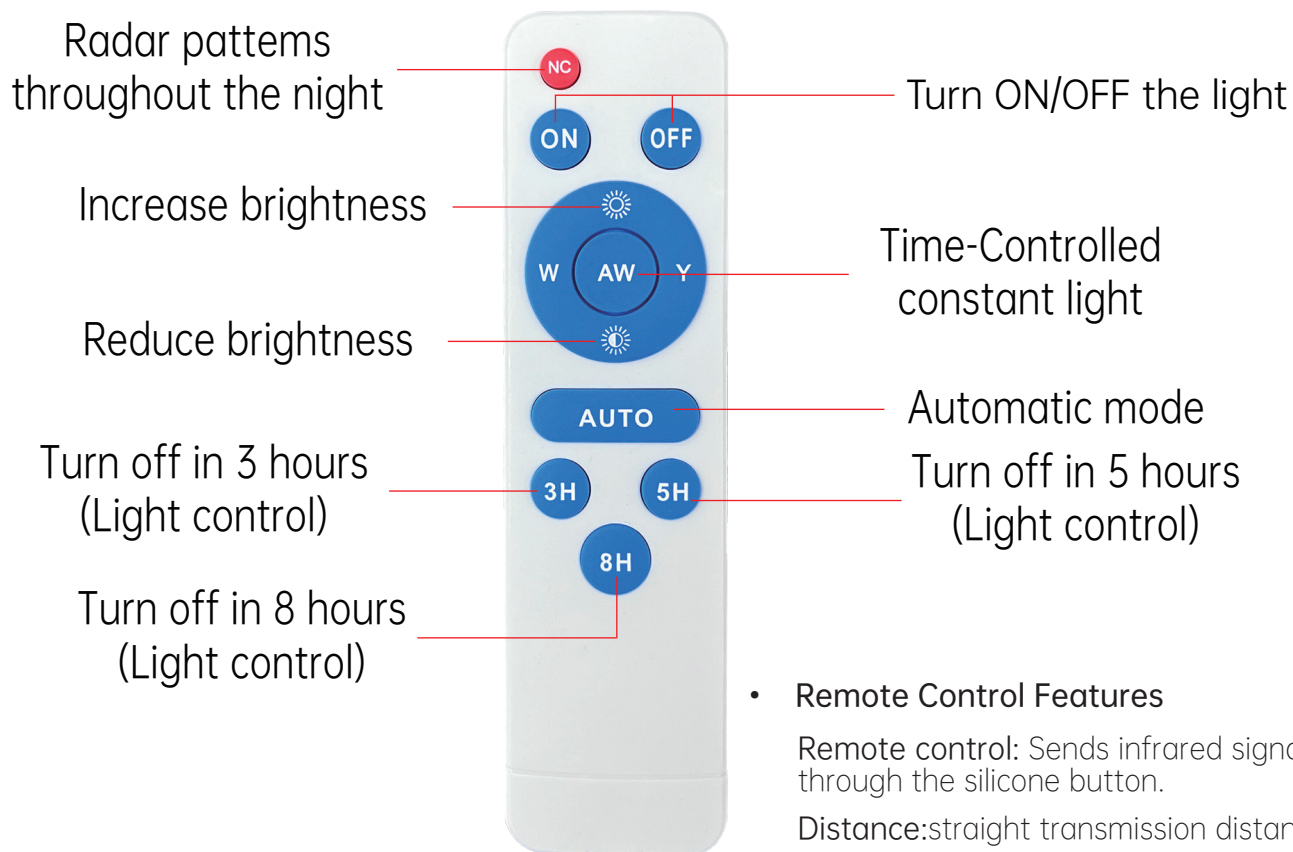 Radar pattems
throughout the night
NC
Turn ON/OFF the light
ON
OFF
Increase brightness
Time-Controlled
constant light
W
AW
Y
Reduce brightness
AUTO
Automatic mode
Turn off in 3 hours
(Light control)
3H
5H
Turn off in 5 hours
(Light control)
8H
Turn off in 8 hours
(Light control)
• Remote Control Features
Remote control: Sends infrared
through the silicone button.
Distance:straight transmission